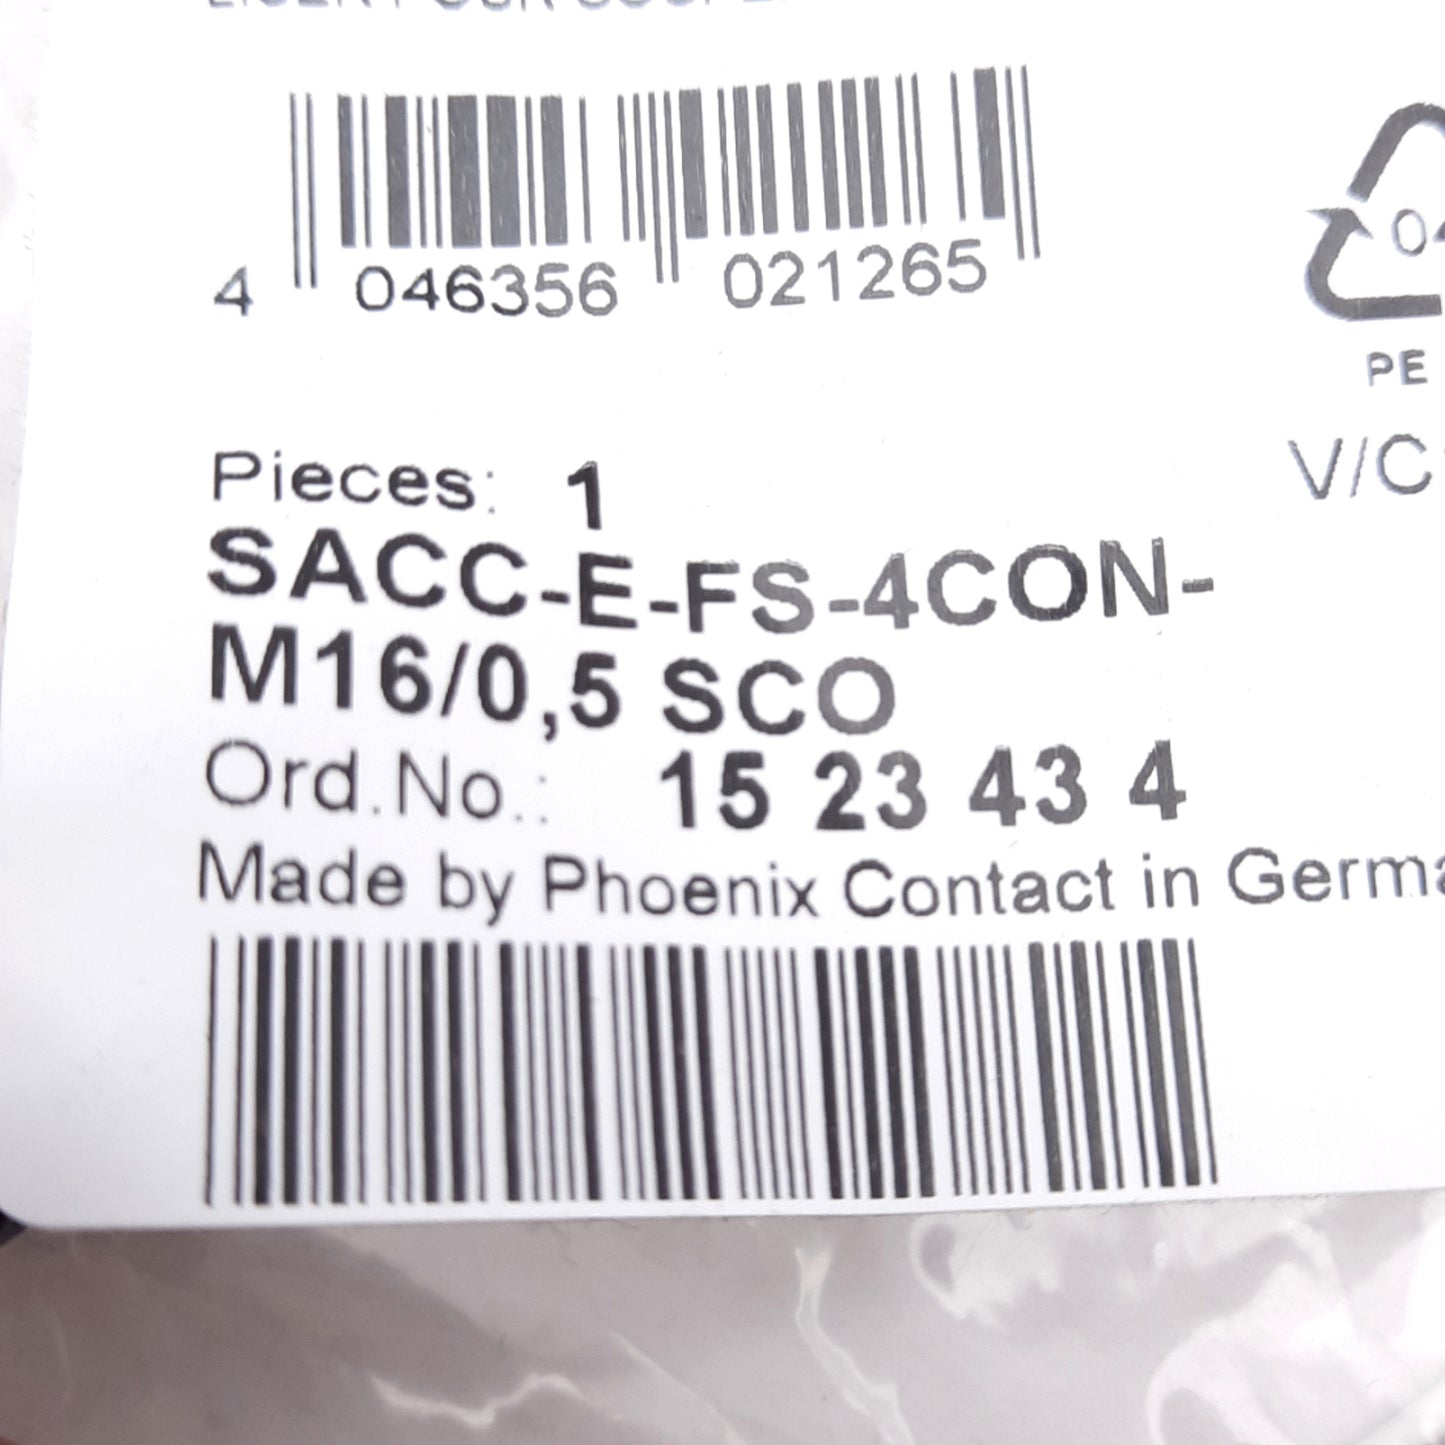 4 046356 021265
04
PE
V/C
Pieces: 1
SACC-E-FS-4CON-
M16/0,5 SCO
Ord.No.: 15 23 43 4
Made by Phoenix Contact in Germa